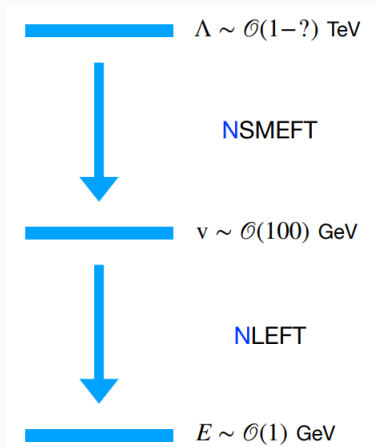 Λ ∼ 𝒪(1−?) TeV
NSMEFT
v ∼ 𝒪(100) GeV
NLEFT
E ∼ 𝒪(1) GeV